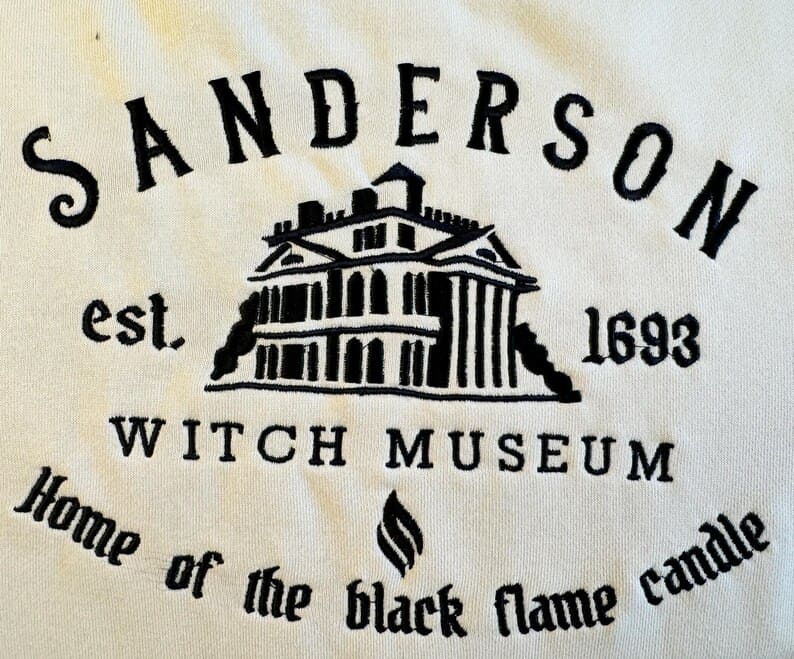 SANDERSON
est. 1693
WITCH MUSEUM
Home of the black flame candle